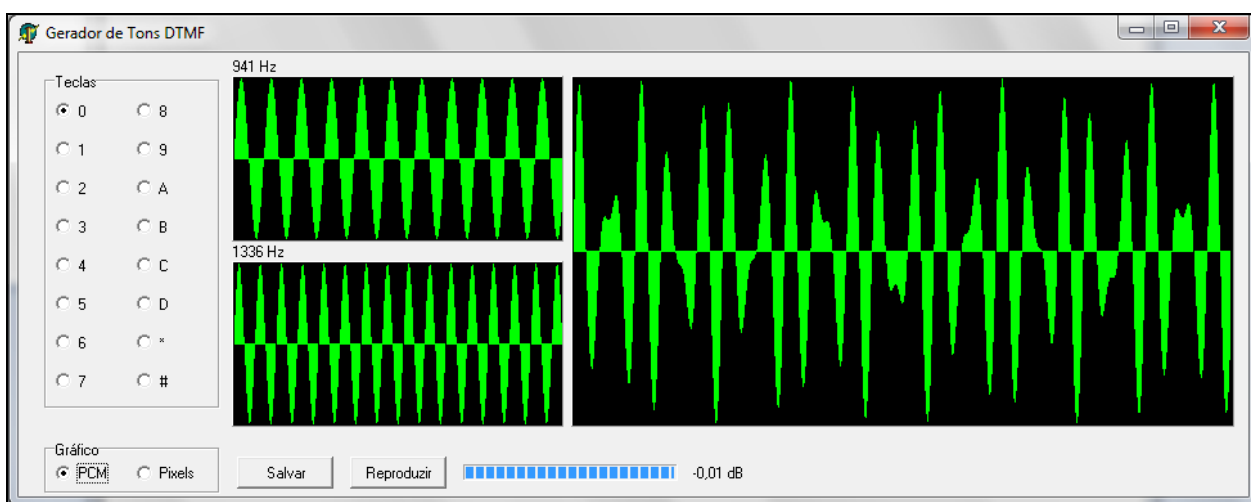 Gerador de Tons DTMF
Teclas
0 8
1 9
2 A
3 B
4 C
5 D
6 *
7 #
941 Hz
1336 Hz
Gráfico
PCM Pixels
Salvar
Reproduzir
-0,01 dB